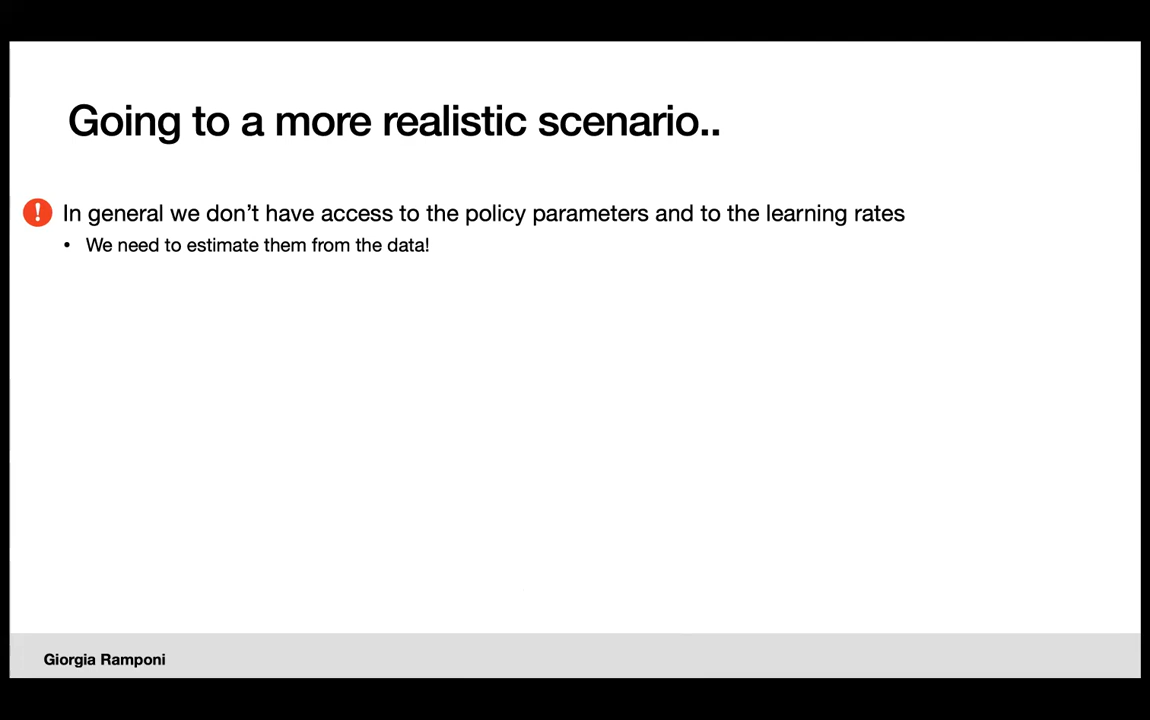 Going to a more realistic scenario..
! In general we don't have access to the policy parameters and to the learning rates
• We need to estimate them from the data!
Giorgia Ramponi